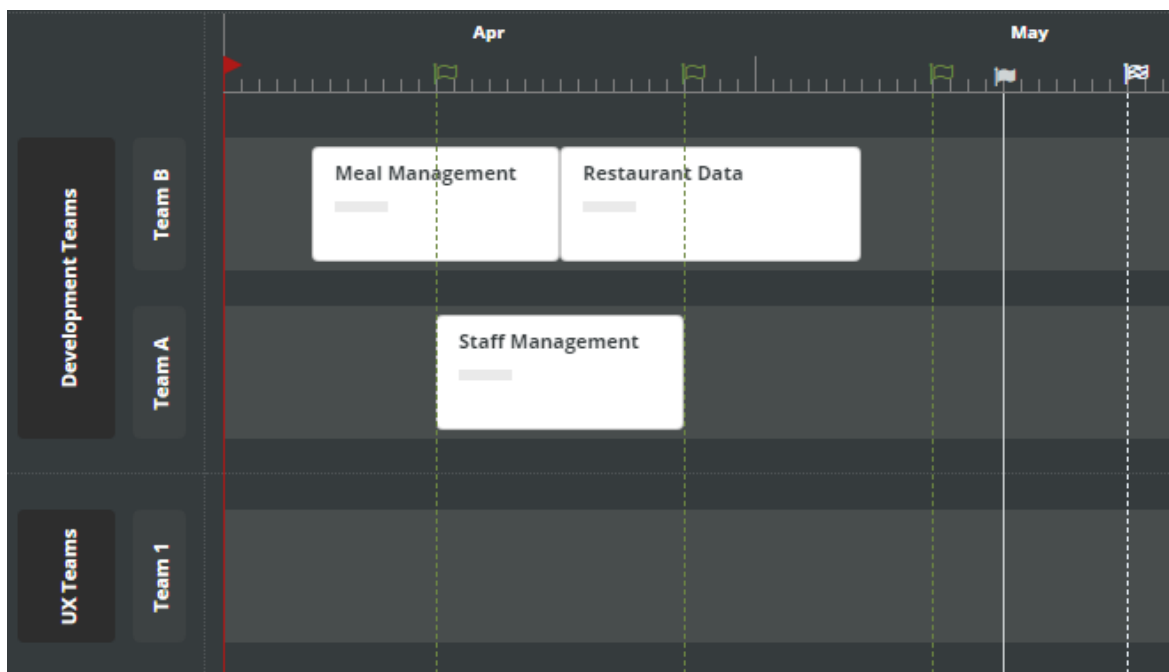 Apr
May
Development Teams
Team B
Meal Management
Restaurant Data
Team A
Staff Management
UX Teams
Team 1